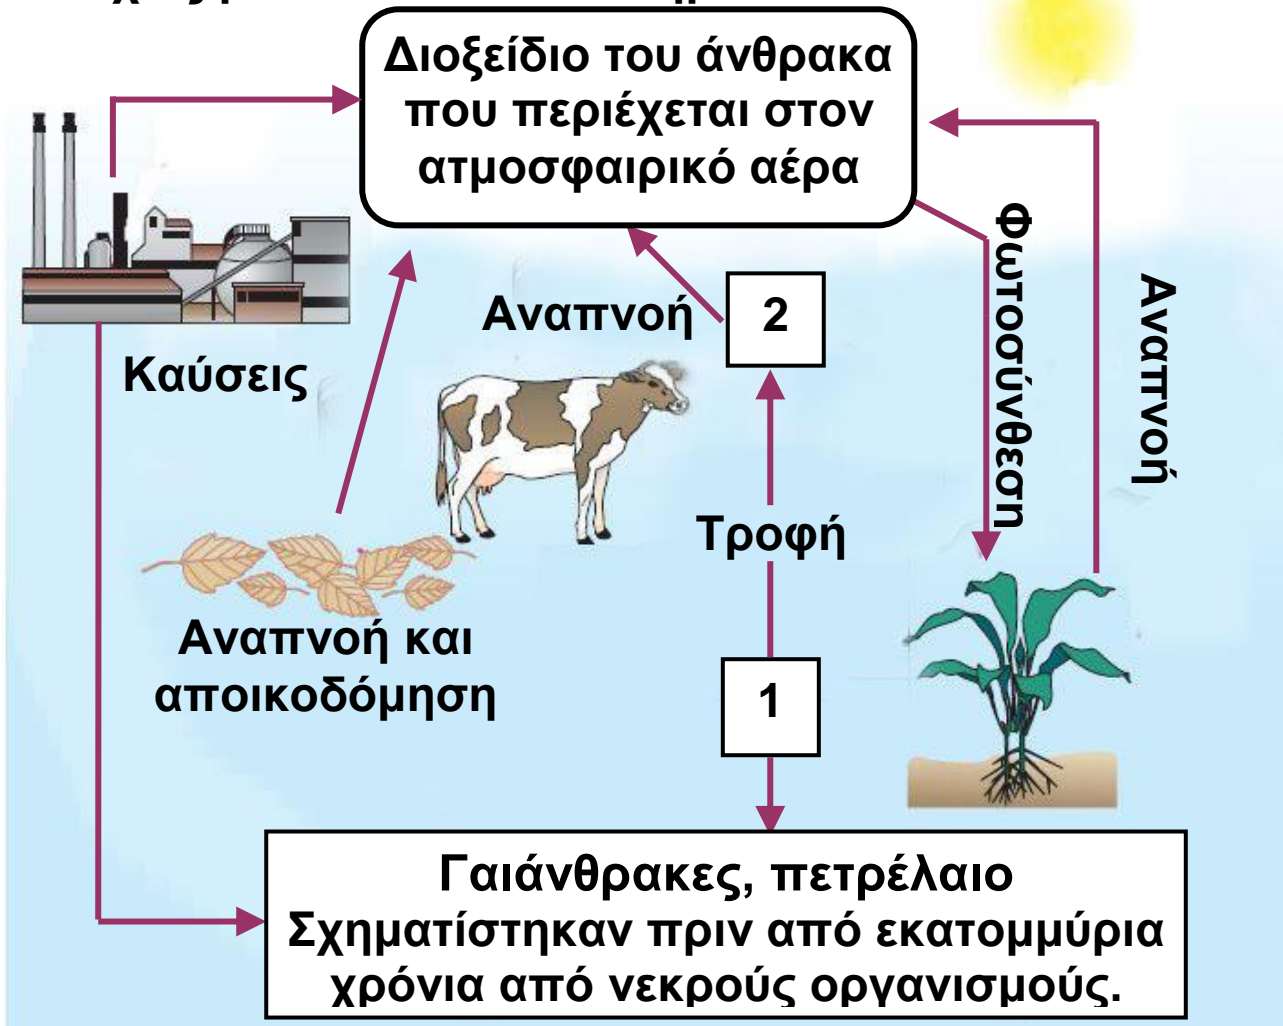 Διοξείδιο του άνθρακα
που περιέχεται στον
ατμοσφαιρικό αέρα
Φωτοσύνθεση
Αναπνοή
2
Αναπνοή
Καύσεις
Τροφή
Αναπνοή και
αποικοδόμηση
1
Γαιάνθρακες, πετρέλαιο
Σχηματίστηκαν πριν από εκατομμύρια
χρόνια από νεκρούς οργανισμούς.